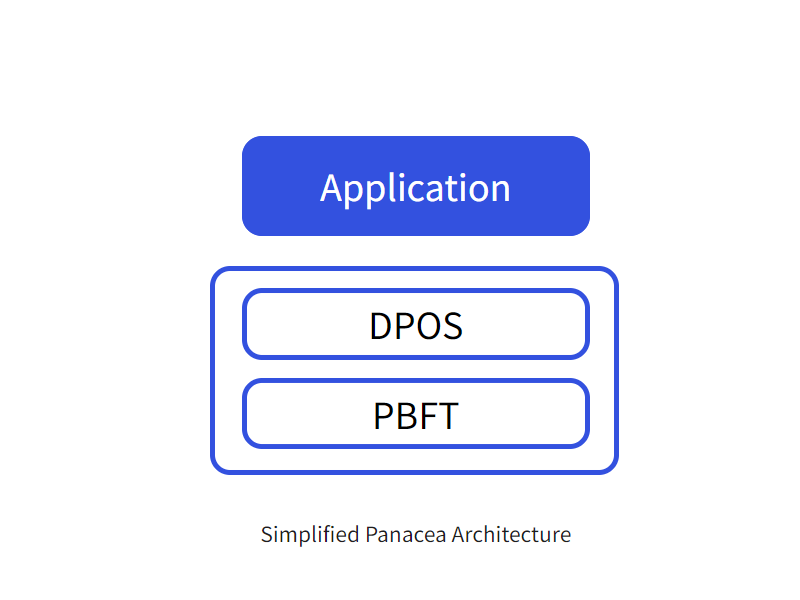 Application
DPOS
PBFT
Simplified Panacea Architecture